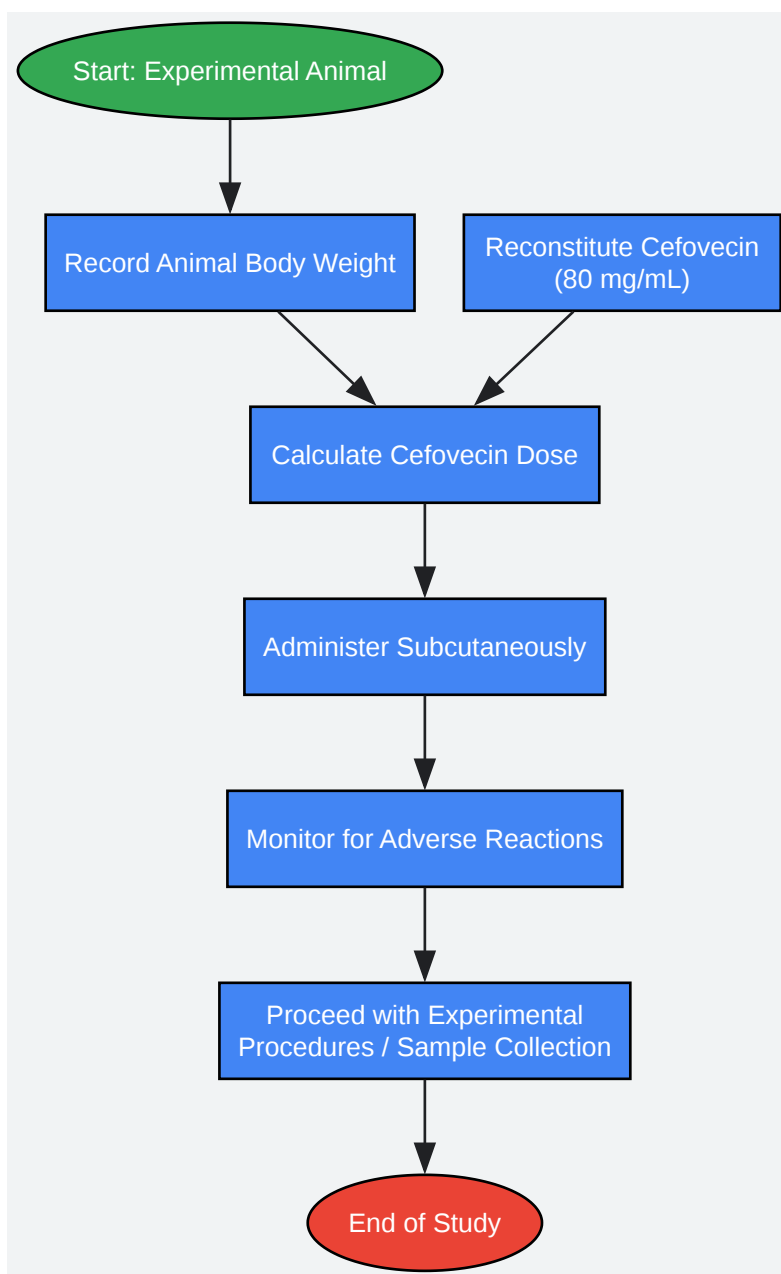 Start: Experimental Animal
Record Animal Body Weight
Reconstitute Cefovecin
(80 mg/mL)
Calculate Cefovecin Dose
Administer Subcutaneously
Monitor for Adverse Reactions
Proceed with Experimental
Procedures / Sample Collection
End of Study